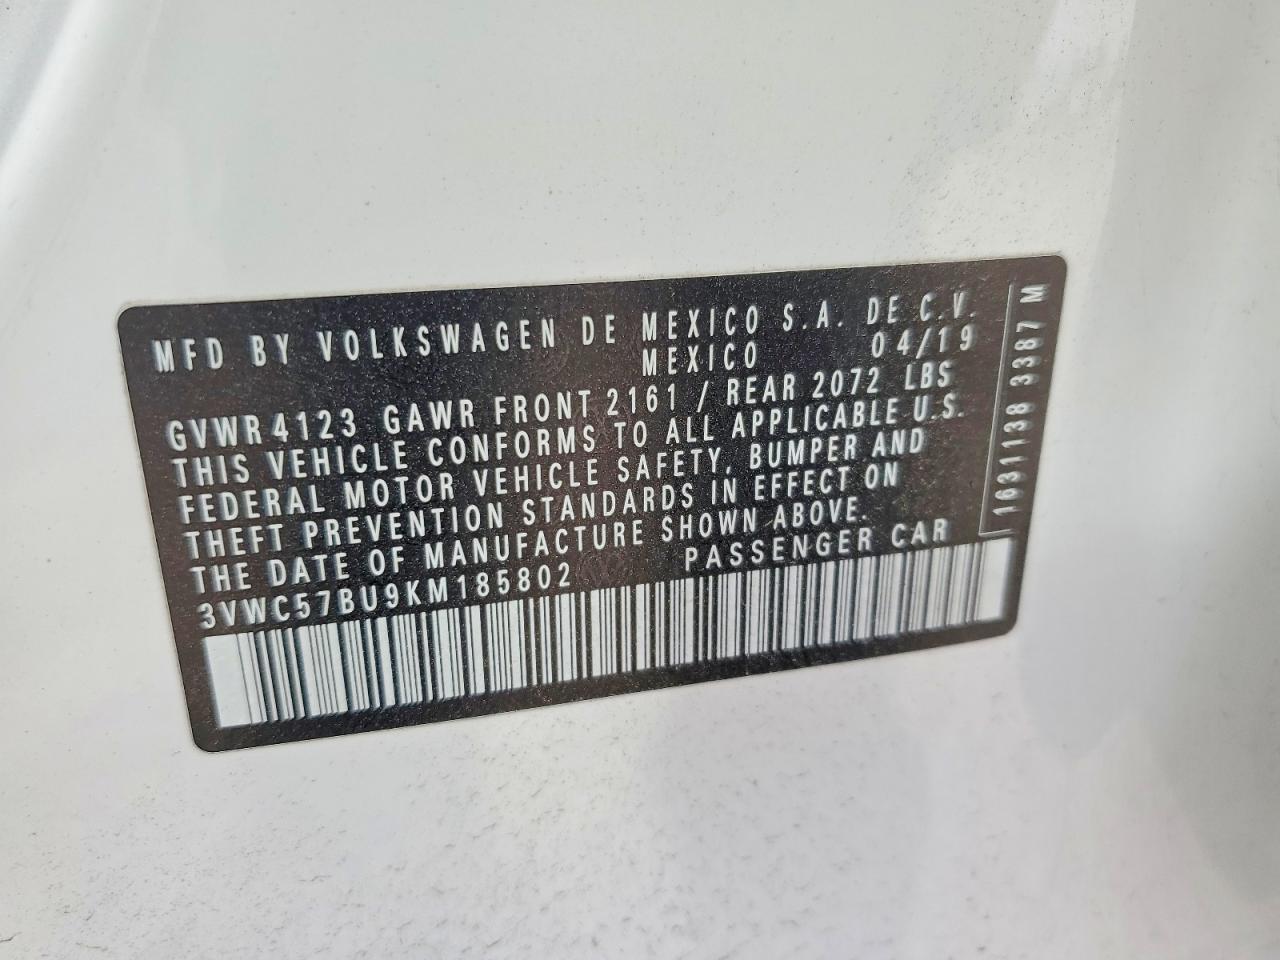 MFD BY VOLKSWAGEN DE MEXICO S.A. DE C.V.
MEXICO 04/19
GVWR 4123 GAWR FRONT 2161 / REAR 2072 LBS
THIS VEHICLE CONFORMS TO ALL APPLICABLE U.S.
FEDERAL MOTOR VEHICLE SAFETY, BUMPER AND
THEFT PREVENTION STANDARDS IN EFFECT ON
THE DATE OF MANUFACTURE SHOWN ABOVE.
3VWC57BU9KM185802 PASSENGER CAR
1631138 3387 M